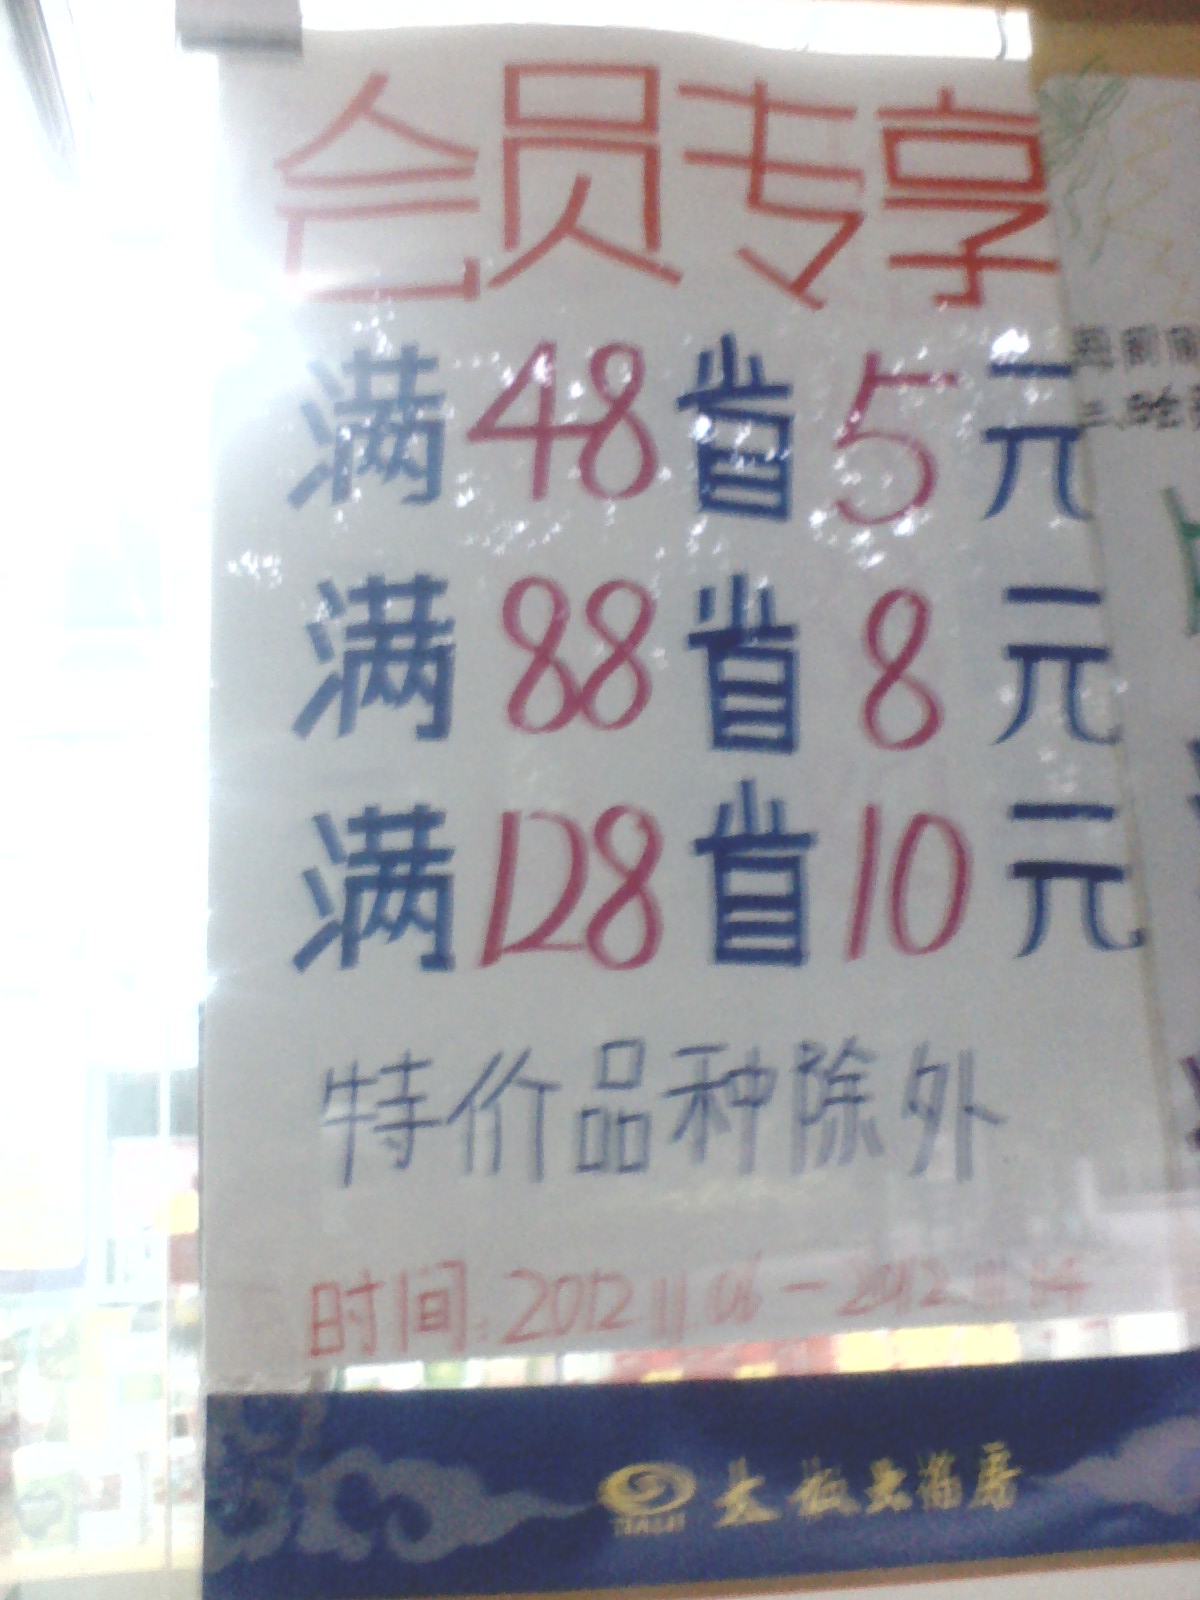 会员专享
满48省5元
满88省8元
满128省10元
特价品种除外
时间:2012.11.06-2012.11.14